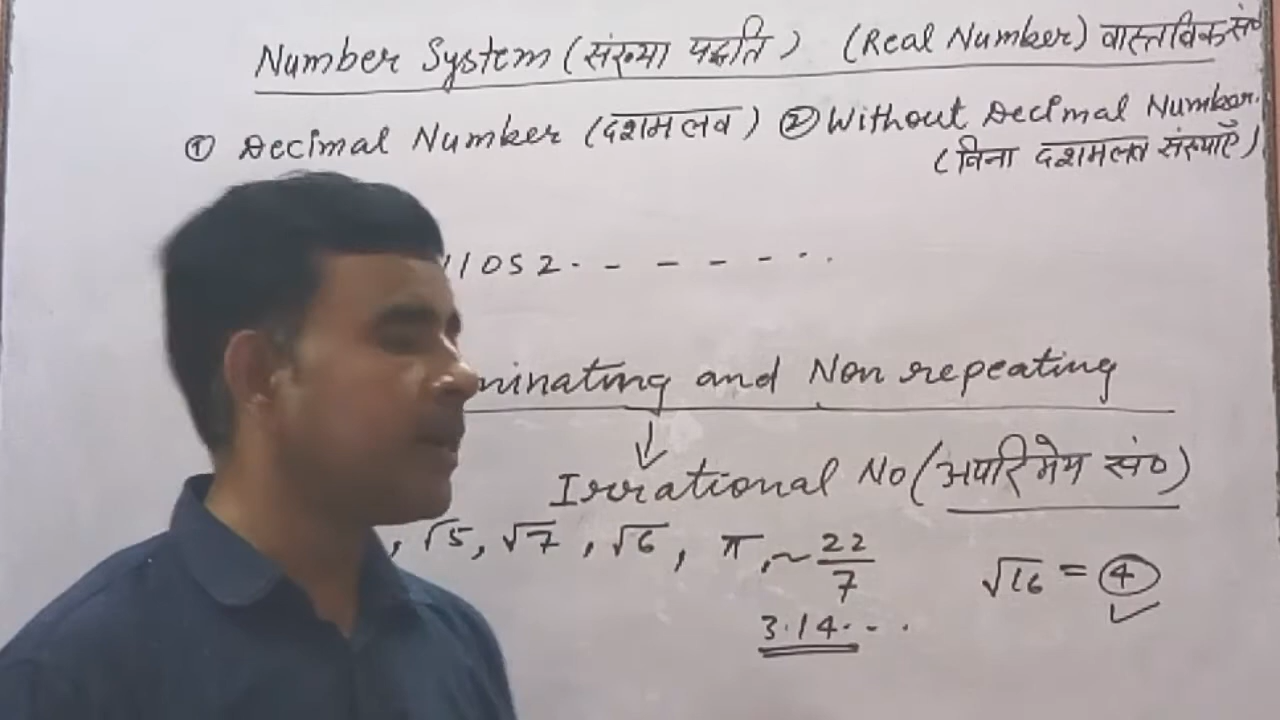 Number System (संख्या पद्धति) (Real Number) वास्तविक सं०
① Decimal Number (दशमलव) ② Without Decimal Number.
(विना दशमलव संख्याएँ)
11052. - - - - - . .
minating and Non repeating
↓
Irrational No (अपरिमेय सं०)
, √5, √7, √6, π, ~ 22/7 √16 = ④
3.14. - .